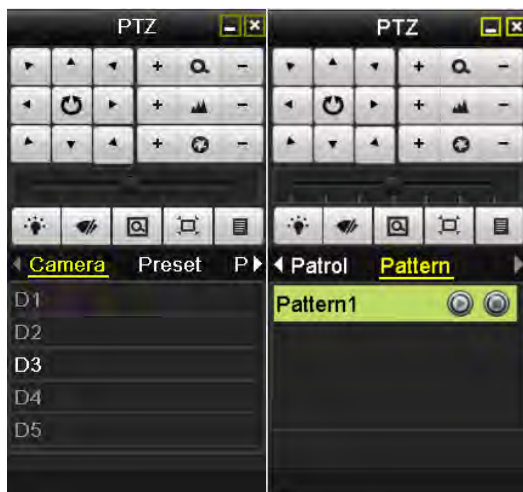 PTZ
+ -
+ -
+ -
Camera Preset P
D1
D2
D3
D4
D5
PTZ
+ -
+ -
+ -
Patrol Pattern
Pattern1